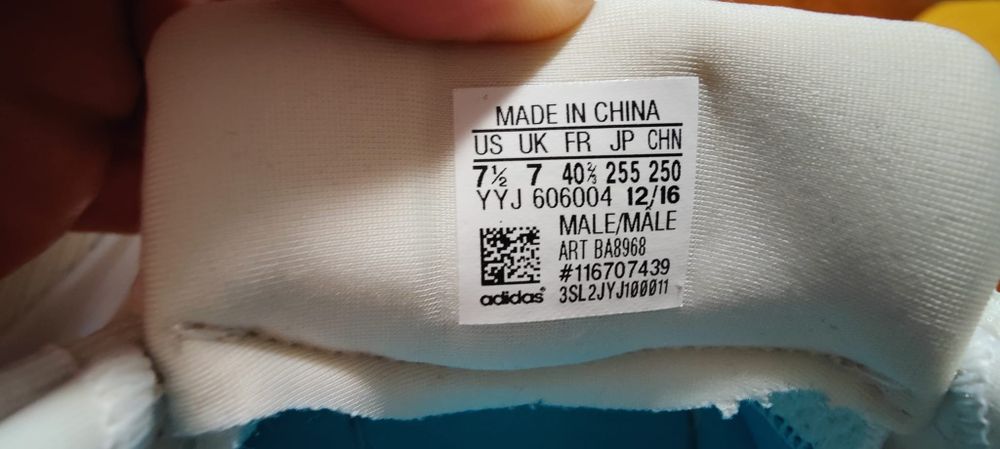 MADE IN CHINA
US UK FR JP CHN
7½ 7 40⅔ 255 250
YYJ 606004 12/16
MALE/MÂLE
ART BA8968
#116707439
adidas® 3SL2JYJ100011